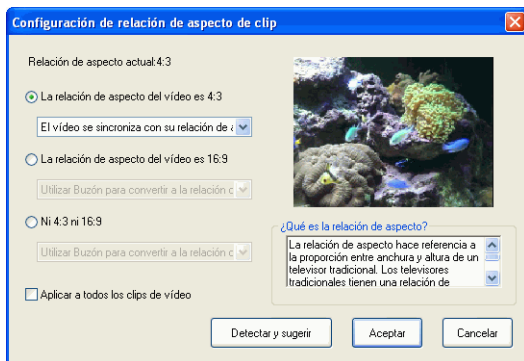 Configuración de relación de aspecto de clip
Relación de aspecto actual:4:3
La relación de aspecto del vídeo es 4:3
El vídeo se sincroniza con su relación de a
La relación de aspecto del vídeo es 16:9
Utilizar Buzón para convertir a la relación c
Ni 4:3 ni 16:9
Utilizar Buzón para convertir a la relación c
Aplicar a todos los clips de vídeo
¿Qué es la relación de aspecto?
La relación de aspecto hace referencia a
la proporción entre anchura y altura de un
televisor tradicional. Los televisores
tradicionales tienen una relación de
Detectar y sugerir
Aceptar
Cancelar